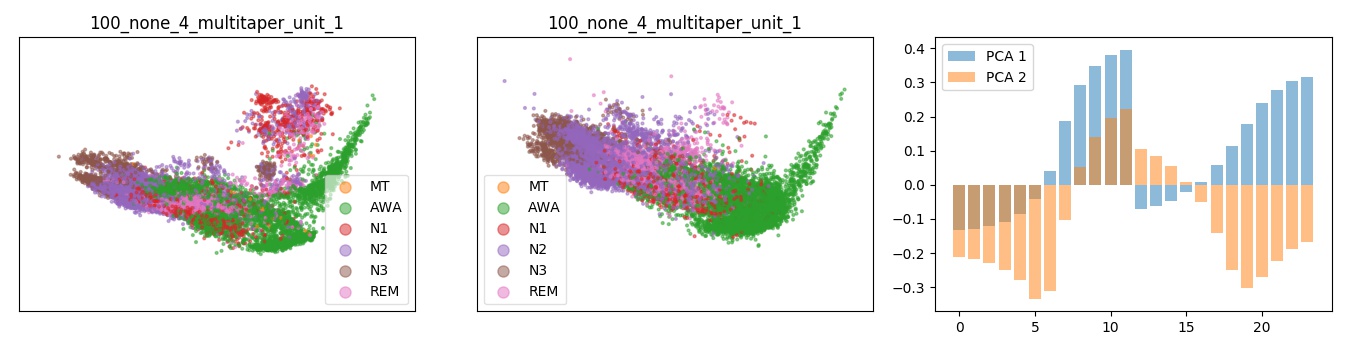 100_none_4_multitaper_unit_1
MT
AWA
N1
N2
N3
REM
100_none_4_multitaper_unit_1
MT
AWA
N1
N2
N3
REM
PCA 1
PCA 2
0.4
0.3
0.2
0.1
0.0
−0.1
−0.2
−0.3
0
5
10
15
20